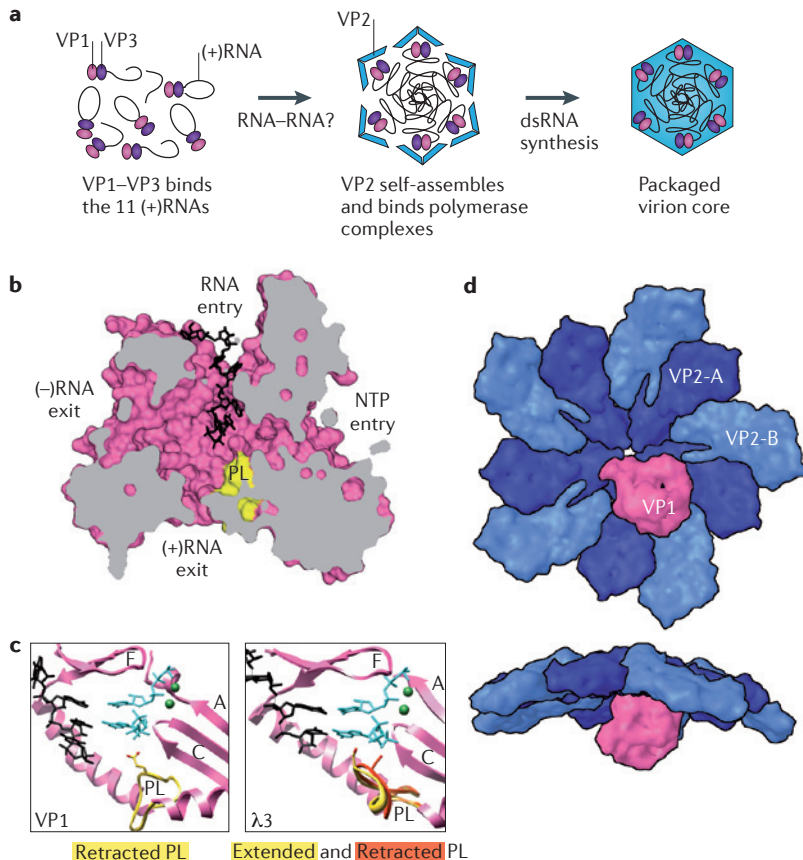 a
VP1 VP3
(+)RNA
VP2
RNA–RNA?
dsRNA
synthesis
VP1–VP3 binds
the 11 (+)RNAs
VP2 self-assembles
and binds polymerase
complexes
Packaged
virion core
b
RNA
entry
(–)RNA
exit
NTP
entry
PL
(+)RNA
exit
d
VP2-A
VP2-B
VP1
c
F
A
C
PL
VP1
F
A
C
PL
λ3
Retracted PL
Extended and Retracted PL